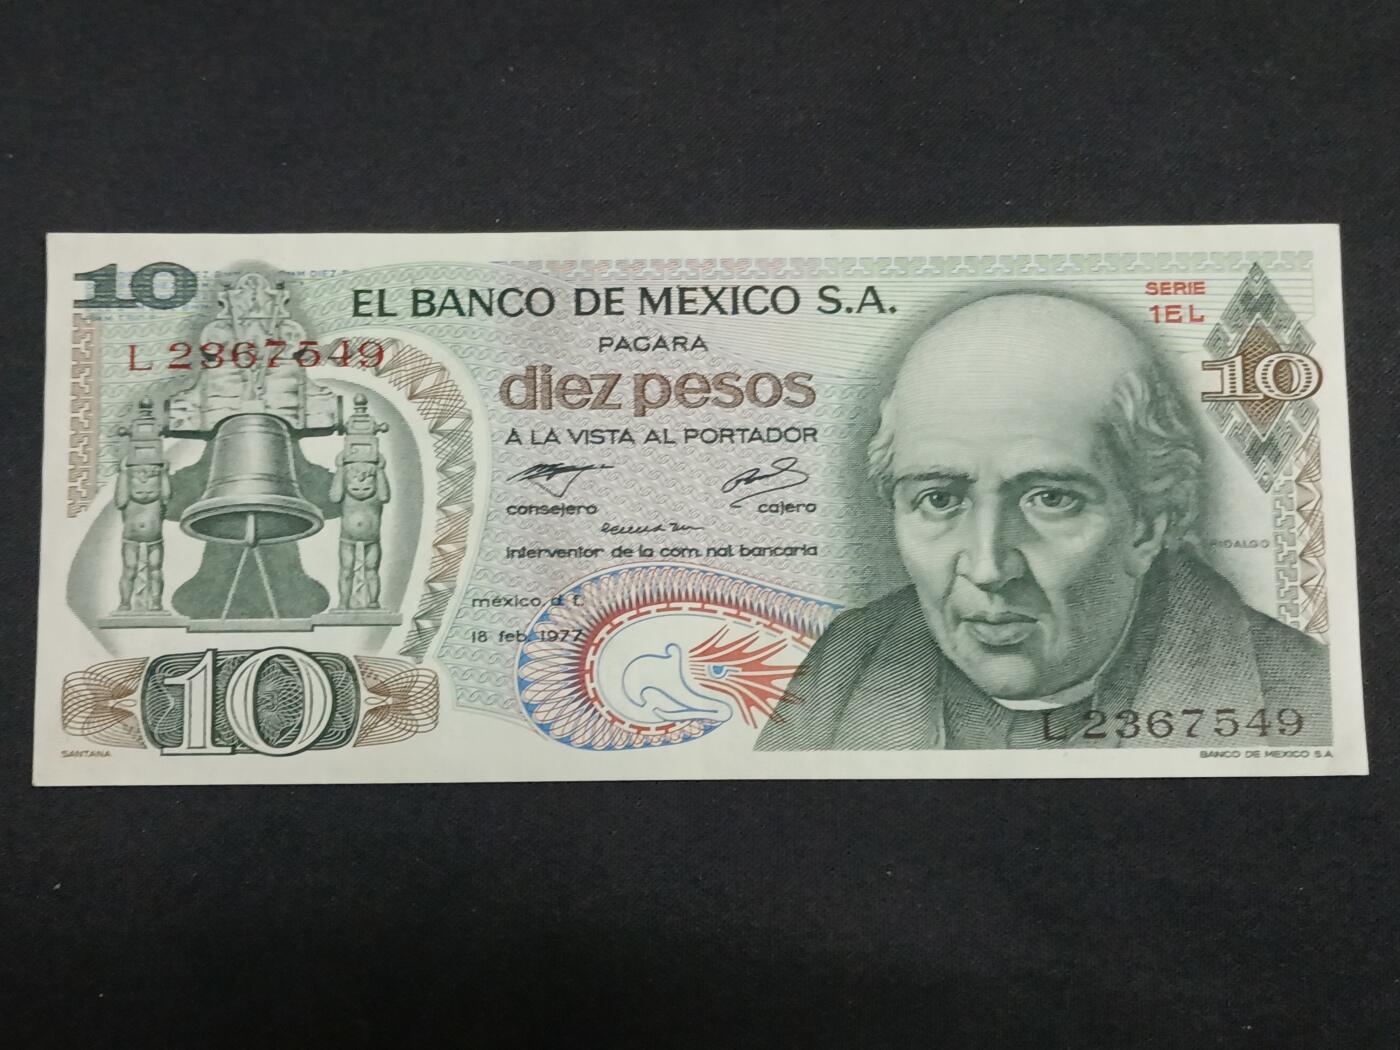 10
EL BANCO DE MEXICO S.A.
SERIE
1EL
L 2367549
PAGARA
10
diez pesos
A LA VISTA AL PORTADOR
consejero
cajero
interventor de la com. nal. bancaria
HIDALGO
méxico, d. f.
18 feb. 1977
10
L 2367549
SANTANA
BANCO DE MEXICO S.A.